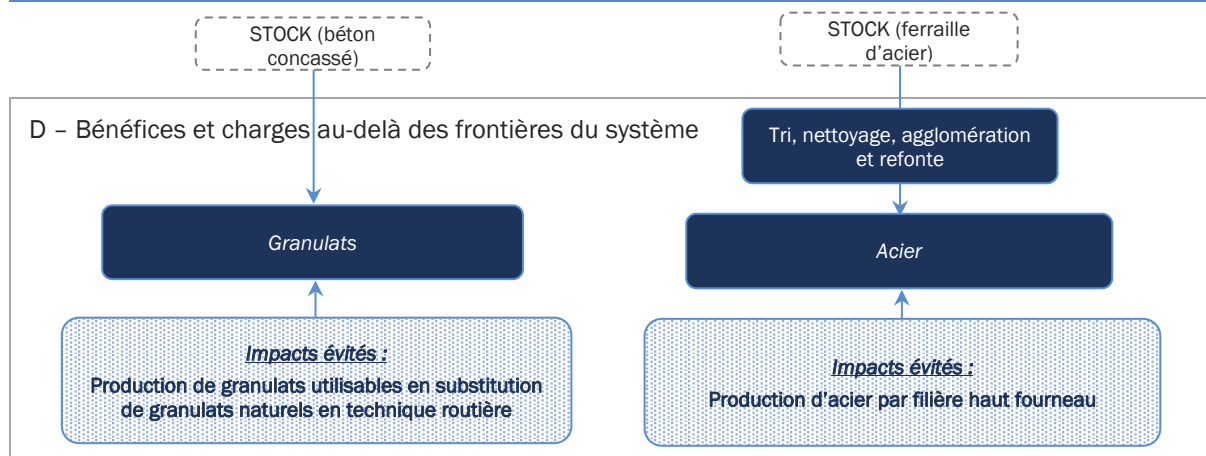 STOCK (béton
concassé)
STOCK (ferraille
d'acier)
D – Bénéfices et charges au-delà des frontières du système
Tri, nettoyage, agglomération
et refonte
Granulats
Acier
Impacts évités :
Production de granulats utilisables en substitution
de granulats naturels en technique routière
Impacts évités :
Production d'acier par filière haut fourneau